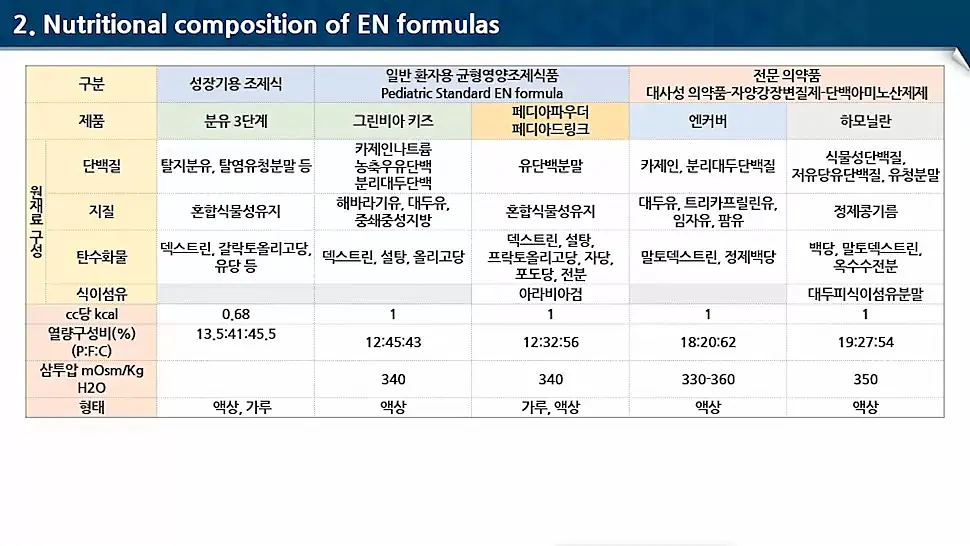 2. Nutritional composition of EN formulas
구분
성장기용 조제식
일반 환자용 균형영양조제식품
Pediatric Standard EN formula
전문 의약품
대사성 의약품-자양강장변질제-단백아미노산제제
제품
분유 3단계
그린비아 키즈
페디아파우더
페디아드링크
엔커버
하모닐란
원재료 구성
단백질
탈지분유, 탈염유청분말 등
카제인나트륨
농축우유단백
분리대두단백
유단백분말
카제인, 분리대두단백질
식물성단백질,
저유당유단백질, 유청분말
지질
혼합식물성유지
해바라기유, 대두유,
중쇄중성지방
혼합식물성유지
대두유, 트리카프릴린유,
임자유, 팜유
정제콩기름
탄수화물
덱스트린, 갈락토올리고당,
유당 등
덱스트린, 설탕, 올리고당
덱스트린, 설탕,
프락토올리고당, 자당,
포도당, 전분
말토덱스트린, 정제백당
백당, 말토덱스트린,
옥수수전분
식이섬유
아라비아검
대두피식이섬유분말
cc당 kcal
0.68
1
1
1
1
열량구성비(%)
(P:F:C)
13.5:41:45.5
12:45:43
12:32:56
18:20:62
19:27:54
삼투압 mOsm/Kg
H2O
340
340
330-360
350
형태
액상, 가루
액상
가루, 액상
액상
액상